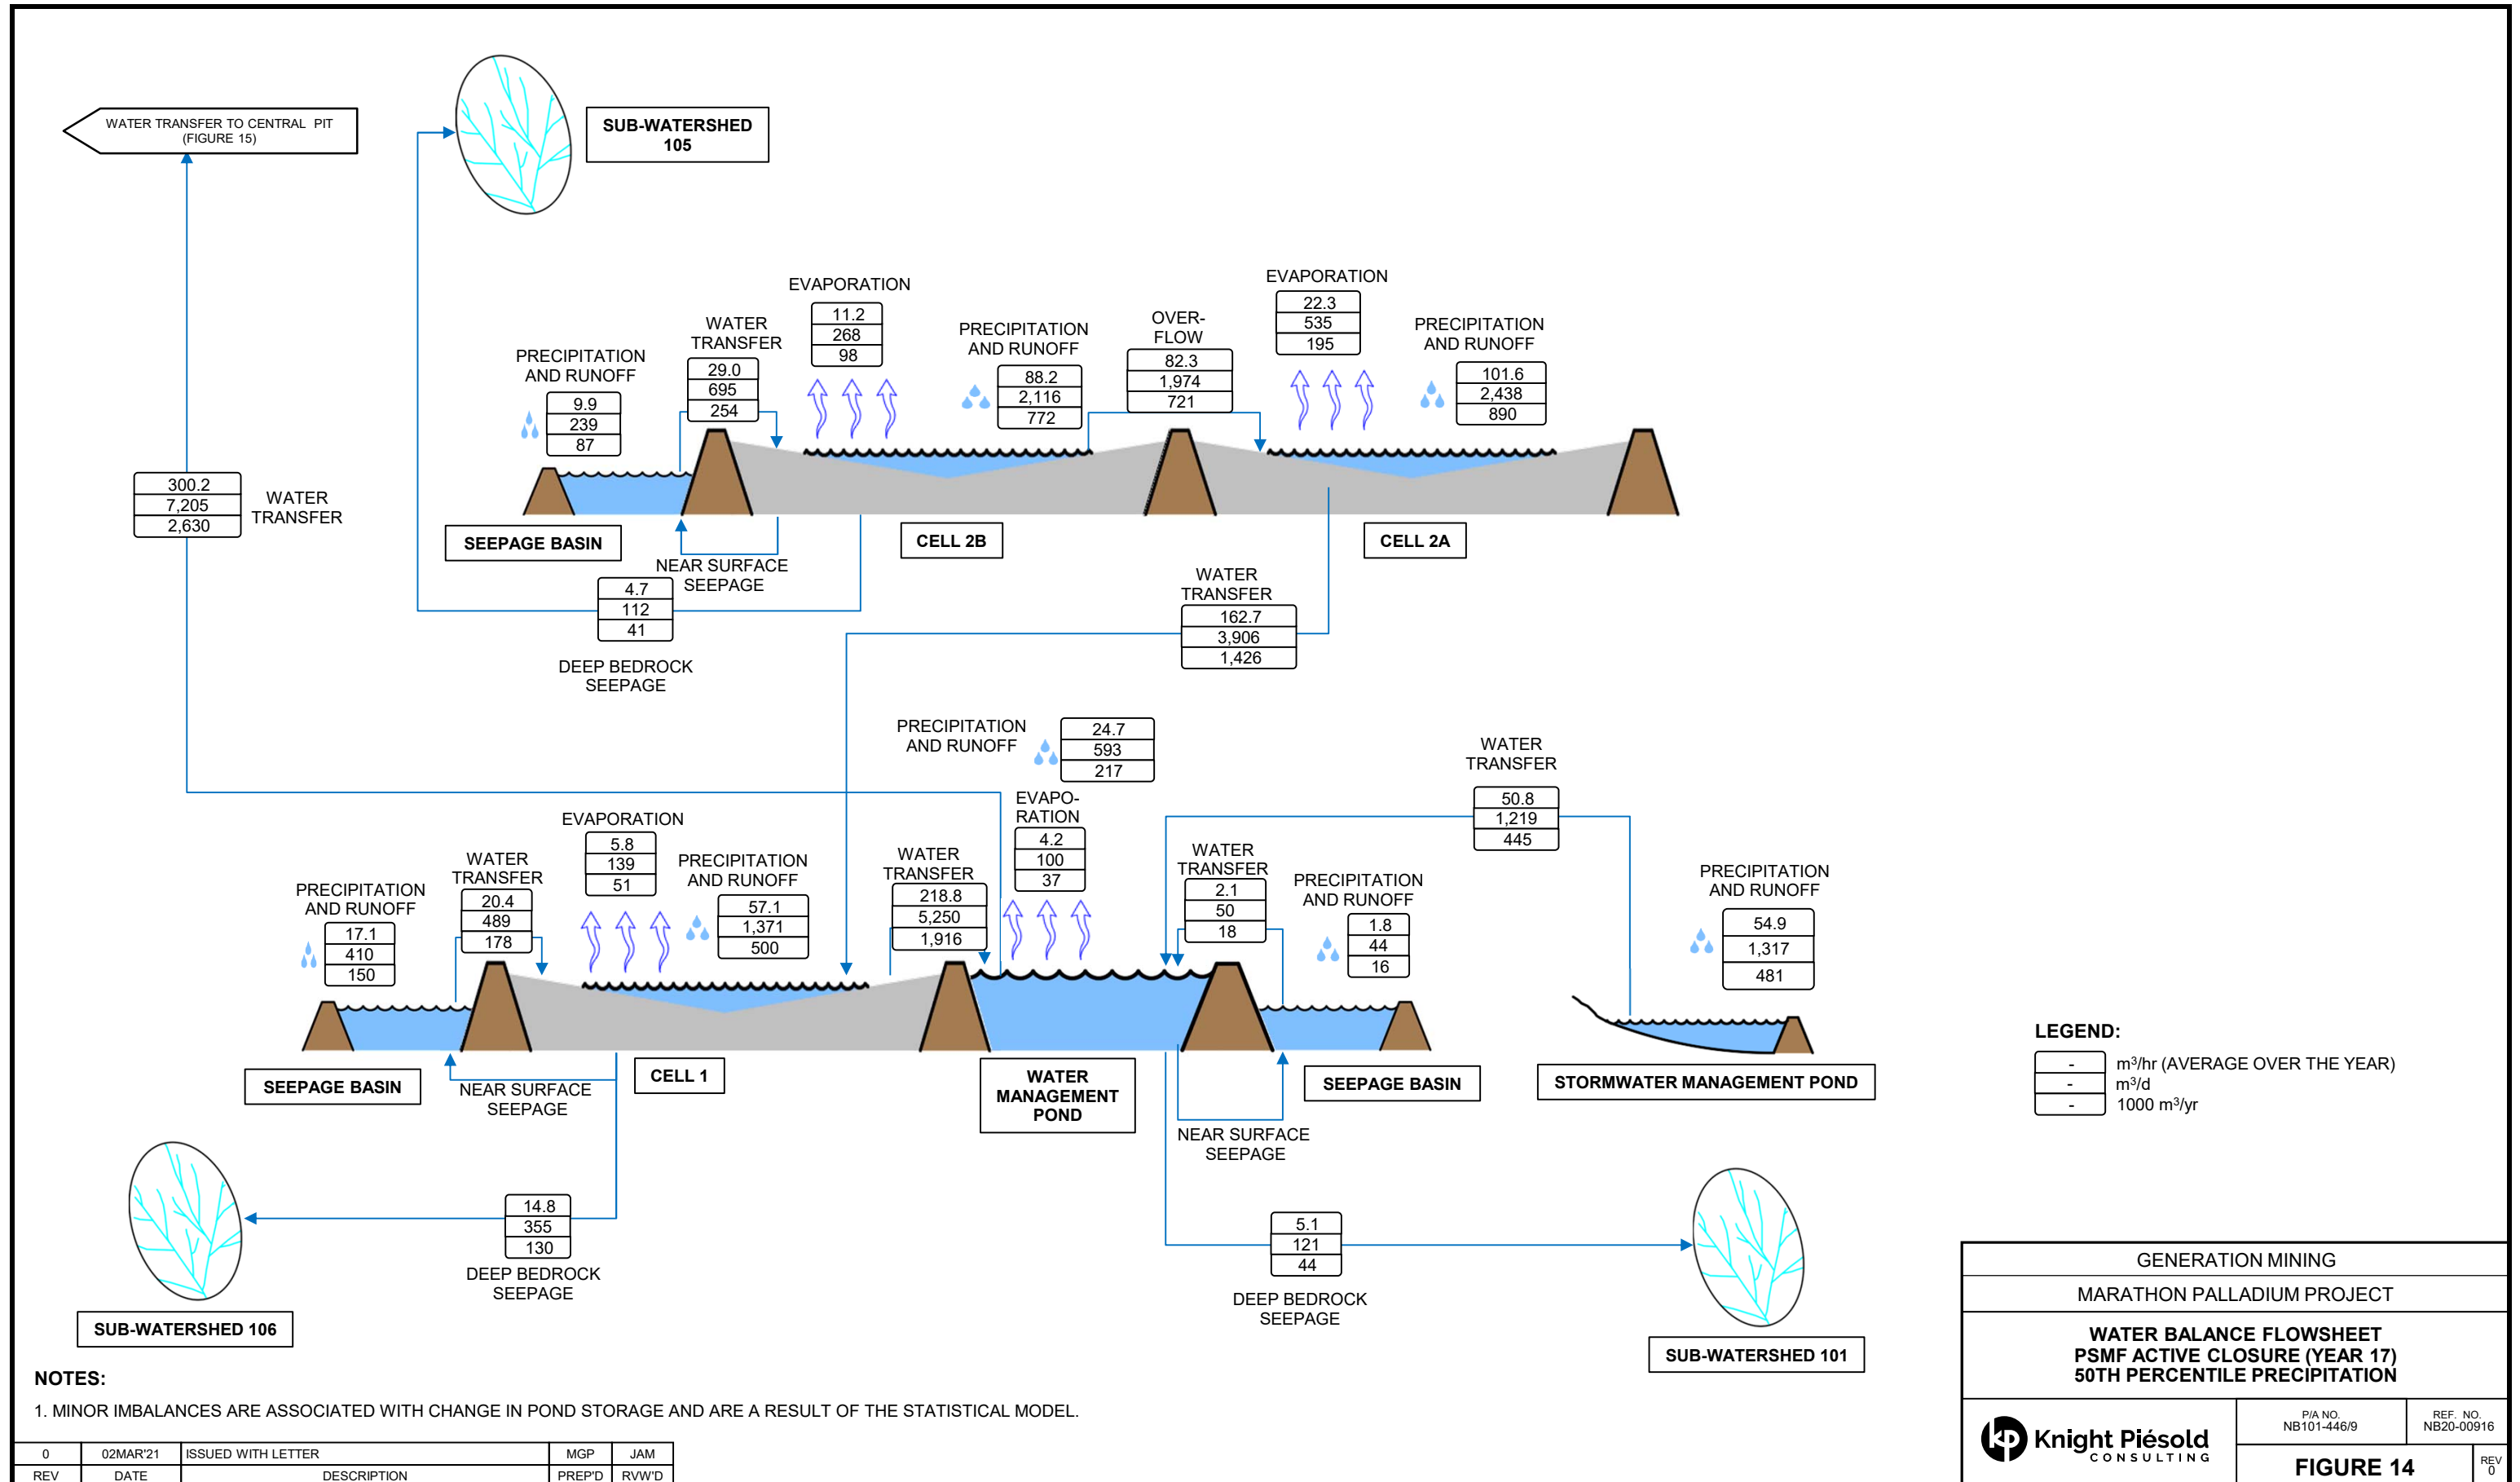 WATER TRANSFER TO CENTRAL PIT
(FIGURE 15)
SUB-WATERSHED
105
300.2
7,205
2,630
WATER
TRANSFER
PRECIPITATION
AND RUNOFF
9.9
239
87
WATER
TRANSFER
29.0
695
254
EVAPORATION
11.2
268
98
PRECIPITATION
AND RUNOFF
88.2
2,116
772
OVER-
FLOW
82.3
1,974
721
EVAPORATION
22.3
535
195
PRECIPITATION
AND RUNOFF
101.6
2,438
890
SEEPAGE BASIN
CELL 2B
CELL 2A
NEAR SURFACE
SEEPAGE
4.7
112
41
DEEP BEDROCK
SEEPAGE
WATER
TRANSFER
162.7
3,906
1,426
PRECIPITATION
AND RUNOFF
24.7
593
217
WATER
TRANSFER
50.8
1,219
445
PRECIPITATION
AND RUNOFF
17.1
410
150
WATER
TRANSFER
20.4
489
178
EVAPORATION
5.8
139
51
PRECIPITATION
AND RUNOFF
57.1
1,371
500
WATER
TRANSFER
218.8
5,250
1,916
EVAPO-
RATION
4.2
100
37
WATER
TRANSFER
2.1
50
18
PRECIPITATION
AND RUNOFF
1.8
44
16
PRECIPITATION
AND RUNOFF
54.9
1,317
481
SEEPAGE BASIN
NEAR SURFACE
SEEPAGE
CELL 1
WATER
MANAGEMENT
POND
SEEPAGE BASIN
STORMWATER MANAGEMENT POND
NEAR SURFACE
SEEPAGE
LEGEND:
- m³/hr (AVERAGE OVER THE YEAR)
- m³/d
- 1000 m³/yr
14.8
355
130
DEEP BEDROCK
SEEPAGE
5.1
121
44
DEEP BEDROCK
SEEPAGE
SUB-WATERSHED 106
SUB-WATERSHED 101
NOTES:
1. MINOR IMBALANCES ARE ASSOCIATED WITH CHANGE IN POND STORAGE AND ARE A RESULT OF THE STATISTICAL MODEL.
0 02MAR'21 ISSUED WITH LETTER MGP JAM
REV DATE DESCRIPTION PREP'D RVW'D
GENERATION MINING
MARATHON PALLADIUM PROJECT
WATER BALANCE FLOWSHEET
PSMF ACTIVE CLOSURE (YEAR 17)
50TH PERCENTILE PRECIPITATION
kp Knight Piésold
CONSULTING
P/A NO.
NB101-446/9
REF. NO.
NB20-00916
FIGURE 14
REV
0